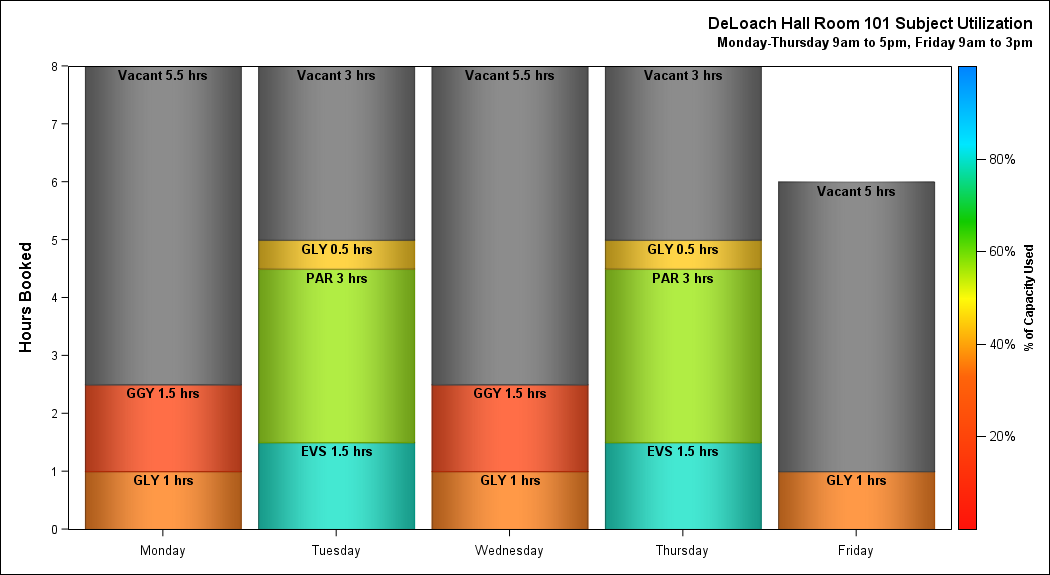 DeLoach Hall Room 101 Subject Utilization
Monday-Thursday 9am to 5pm, Friday 9am to 3pm
8
7
6
5
4
3
2
1
0
Hours Booked
Vacant 5.5 hrs
GGY 1.5 hrs
GLY 1 hrs
Vacant 3 hrs
GLY 0.5 hrs
PAR 3 hrs
EVS 1.5 hrs
Vacant 5.5 hrs
GGY 1.5 hrs
GLY 1 hrs
Vacant 3 hrs
GLY 0.5 hrs
PAR 3 hrs
EVS 1.5 hrs
Vacant 5 hrs
GLY 1 hrs
Monday Tuesday Wednesday Thursday Friday
80%
60%
40%
20%
% of Capacity Used